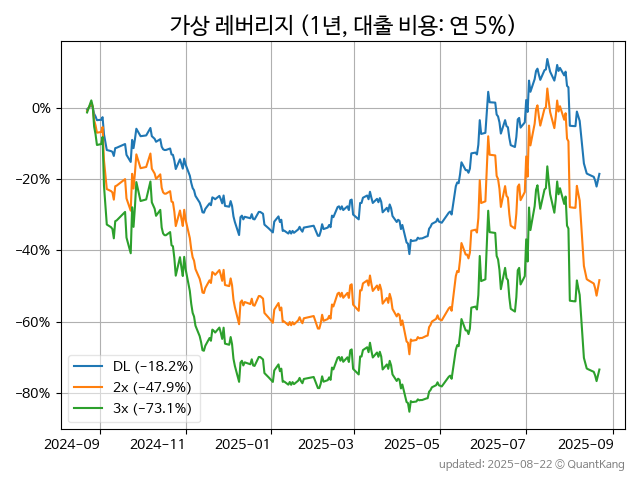 가상 레버리지 (1년, 대출 비용: 연 5%)
0%
−20%
−40%
−60%
−80%
DL (−18.2%)
2x (−47.9%)
3x (−73.1%)
2024-09
2024-11
2025-01
2025-03
2025-05
2025-07
2025-09
updated: 2025-08-22 © QuantKang